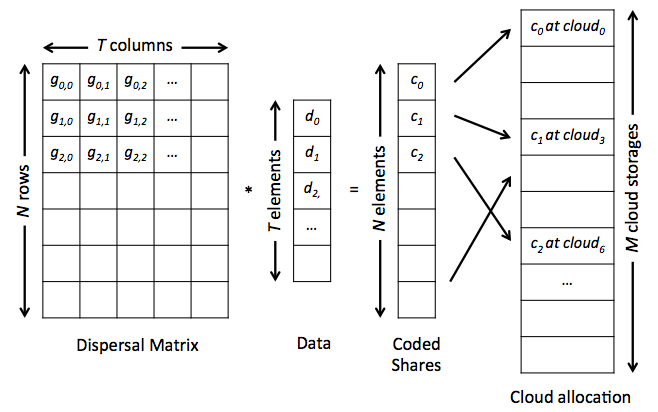 T columns
N rows
g0,0 g0,1 g0,2 ...
g1,0 g1,1 g1,2 ...
g2,0 g2,1 g2,2 ...
Dispersal Matrix
*
T elements
d0
d1
d2,
...
Data
=
N elements
c0
c1
c2
Coded
Shares
c0 at cloud0
c1 at cloud3
c2 at cloud6
...
M cloud storages
Cloud allocation